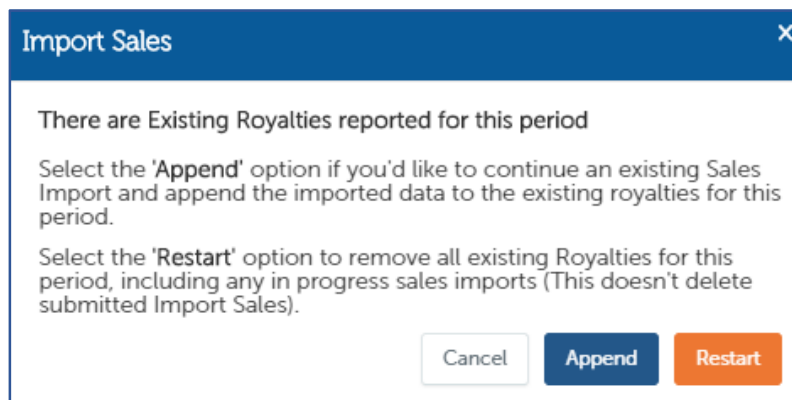 Import Sales
There are Existing Royalties reported for this period
Select the 'Append' option if you'd like to continue an existing Sales
Import and append the imported data to the existing royalties for this
period.
Select the 'Restart' option to remove all existing Royalties for this
period, including any in progress sales imports (This doesn't delete
submitted Import Sales).
Cancel Append Restart